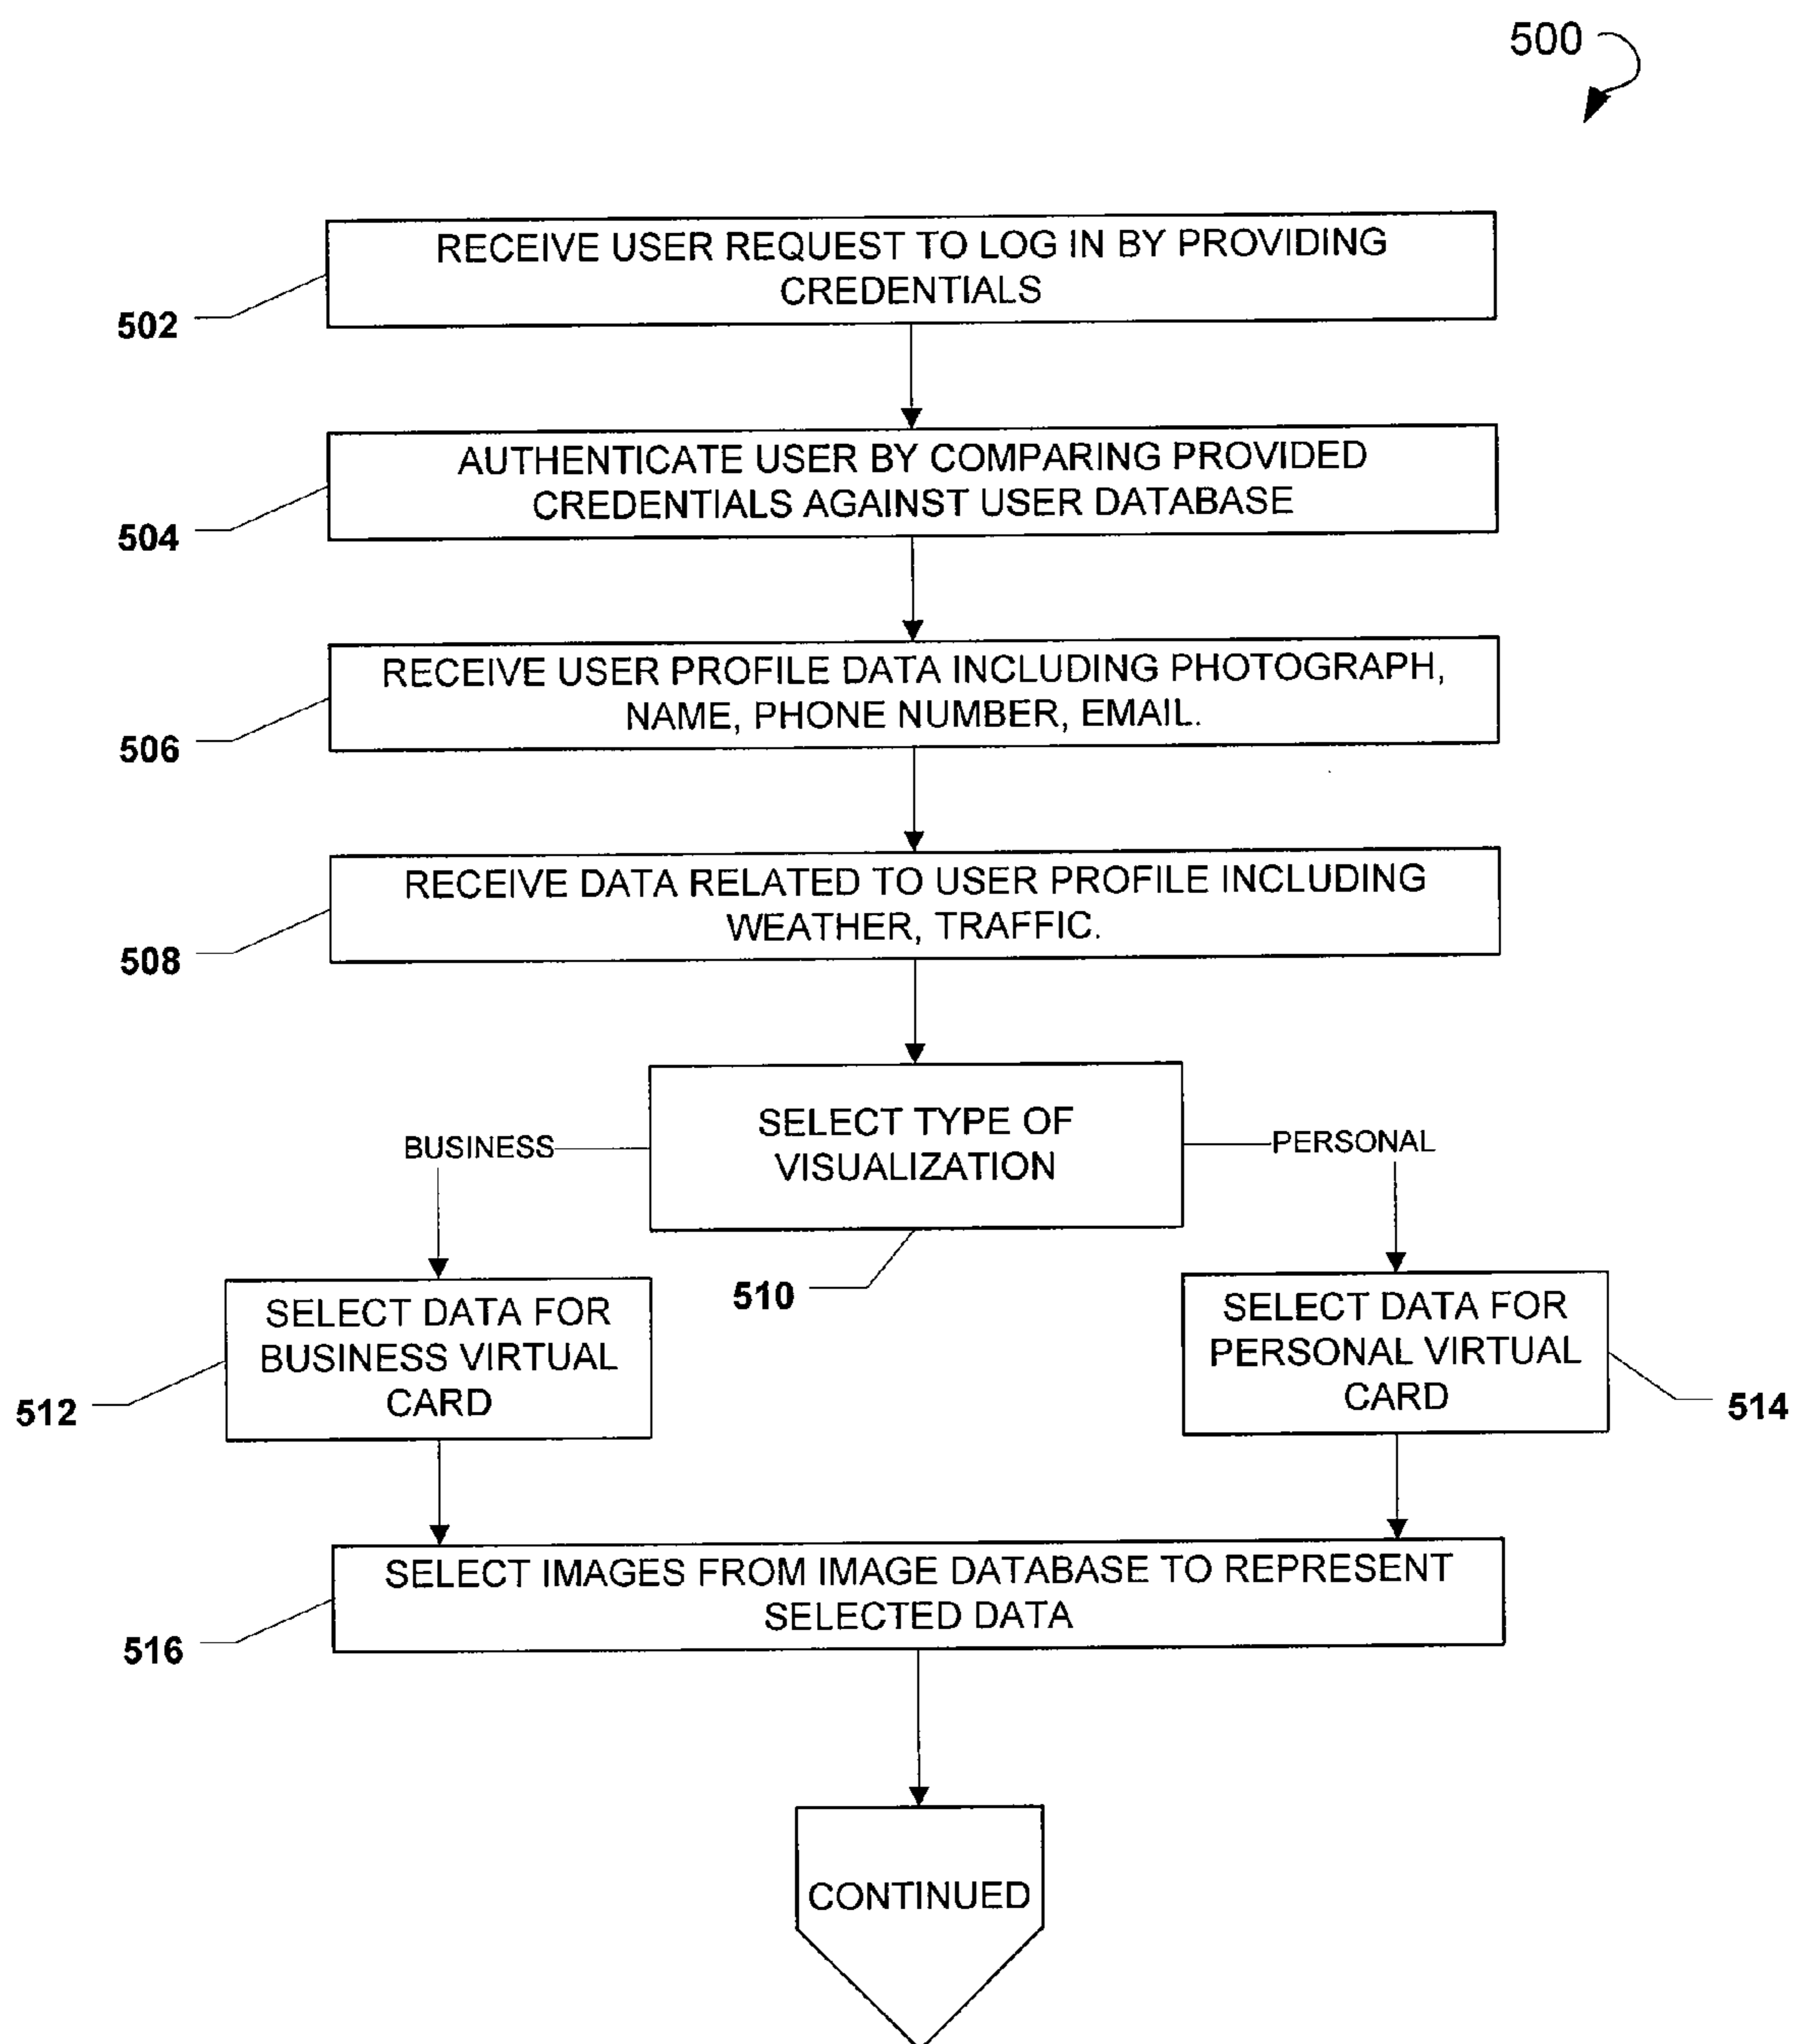 500
RECEIVE USER REQUEST TO LOG IN BY PROVIDING
CREDENTIALS
502
AUTHENTICATE USER BY COMPARING PROVIDED
CREDENTIALS AGAINST USER DATABASE
504
RECEIVE USER PROFILE DATA INCLUDING PHOTOGRAPH,
NAME, PHONE NUMBER, EMAIL.
506
RECEIVE DATA RELATED TO USER PROFILE INCLUDING
WEATHER, TRAFFIC.
508
SELECT TYPE OF
VISUALIZATION
BUSINESS
PERSONAL
510
SELECT DATA FOR
BUSINESS VIRTUAL
CARD
512
SELECT DATA FOR
PERSONAL VIRTUAL
CARD
514
SELECT IMAGES FROM IMAGE DATABASE TO REPRESENT
SELECTED DATA
516
CONTINUED